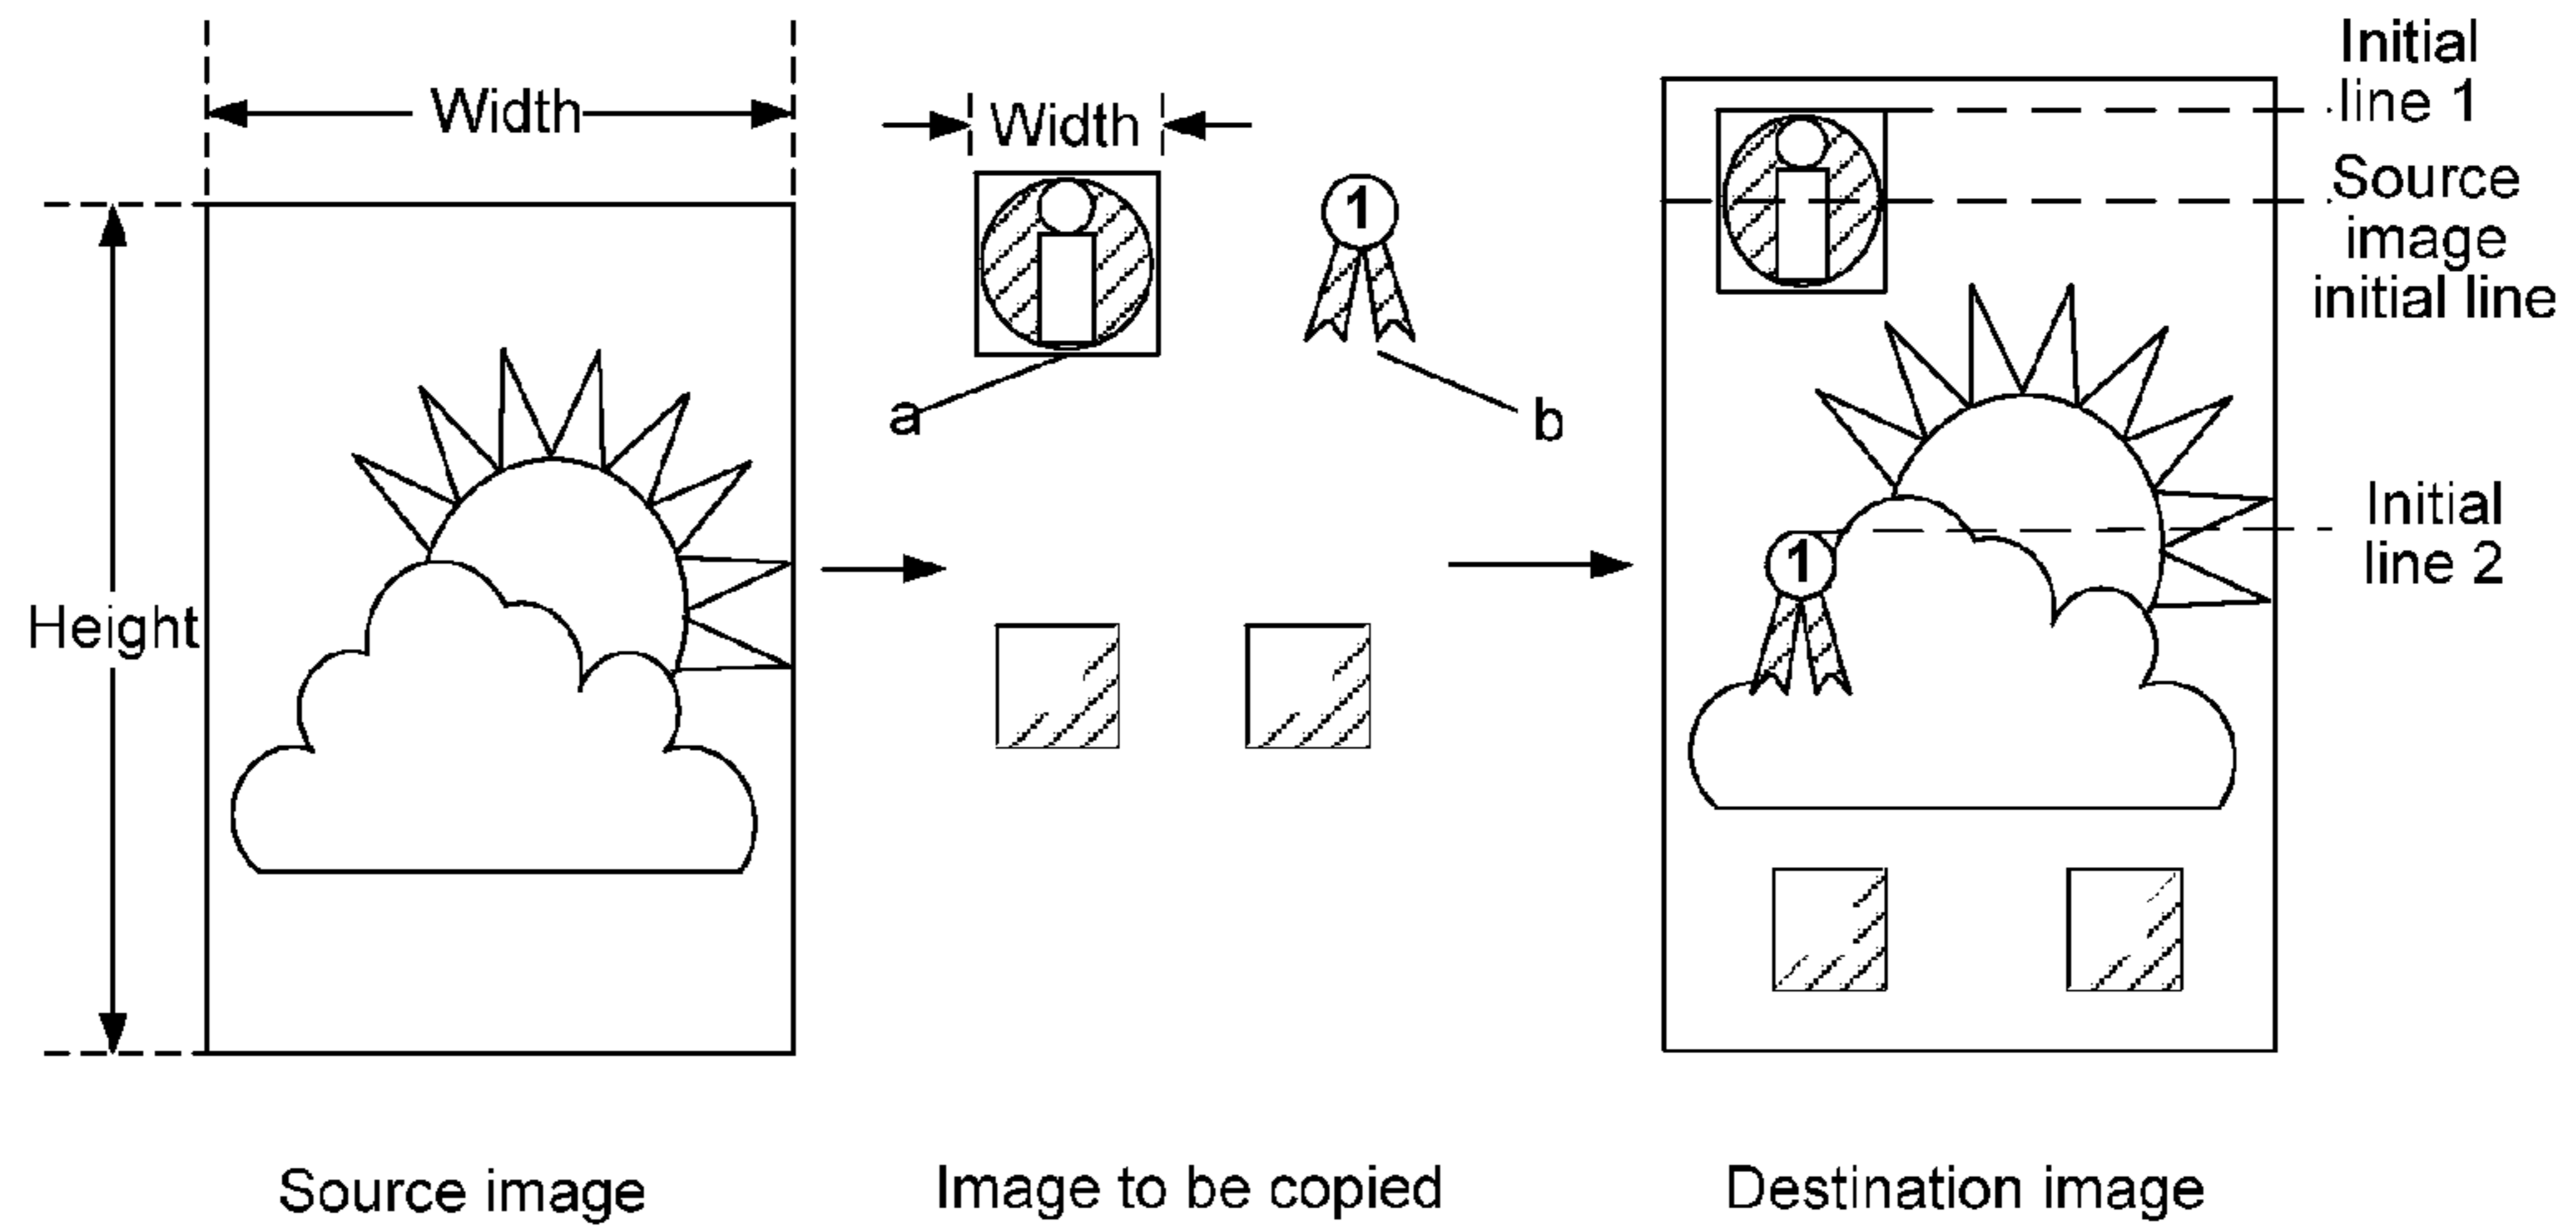 Width
Height
Source image
Width
1
a
b
Image to be copied
Initial
line 1
Source
image
initial line
Initial
line 2
1
Destination image